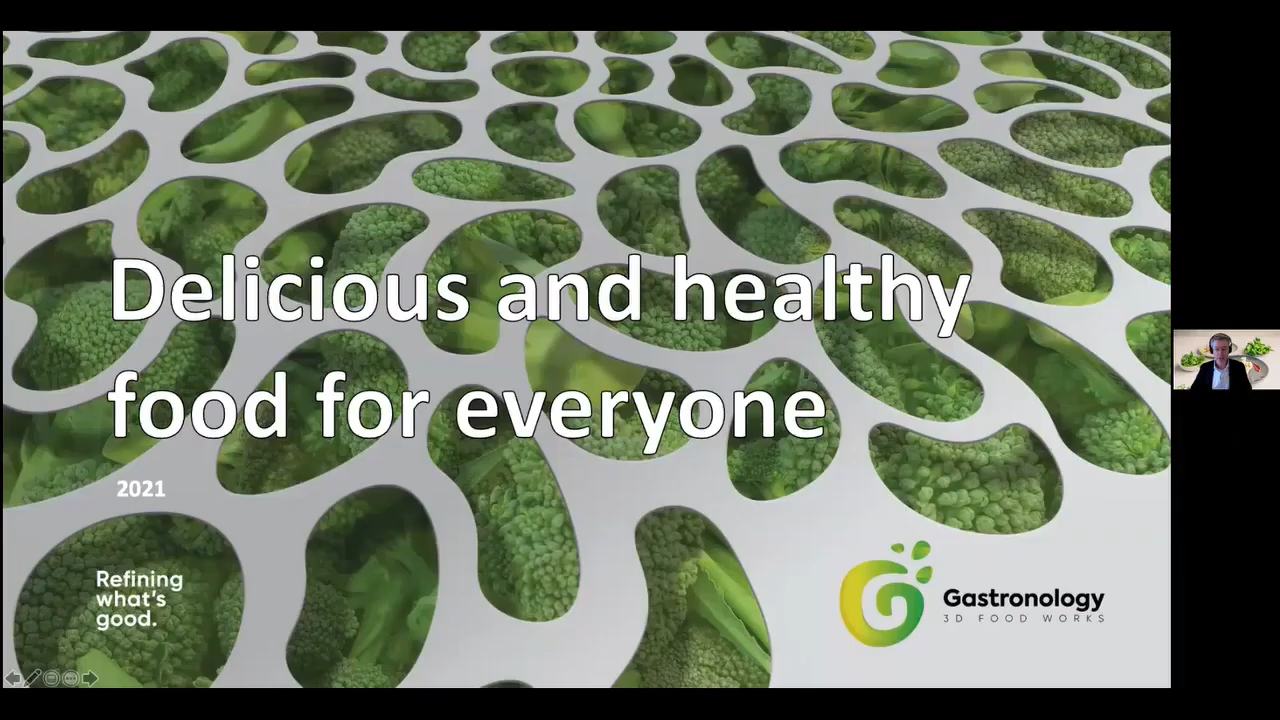 Delicious and healthy
food for everyone
2021
Refining
what's
good.
Gastronology
3D FOOD WORKS